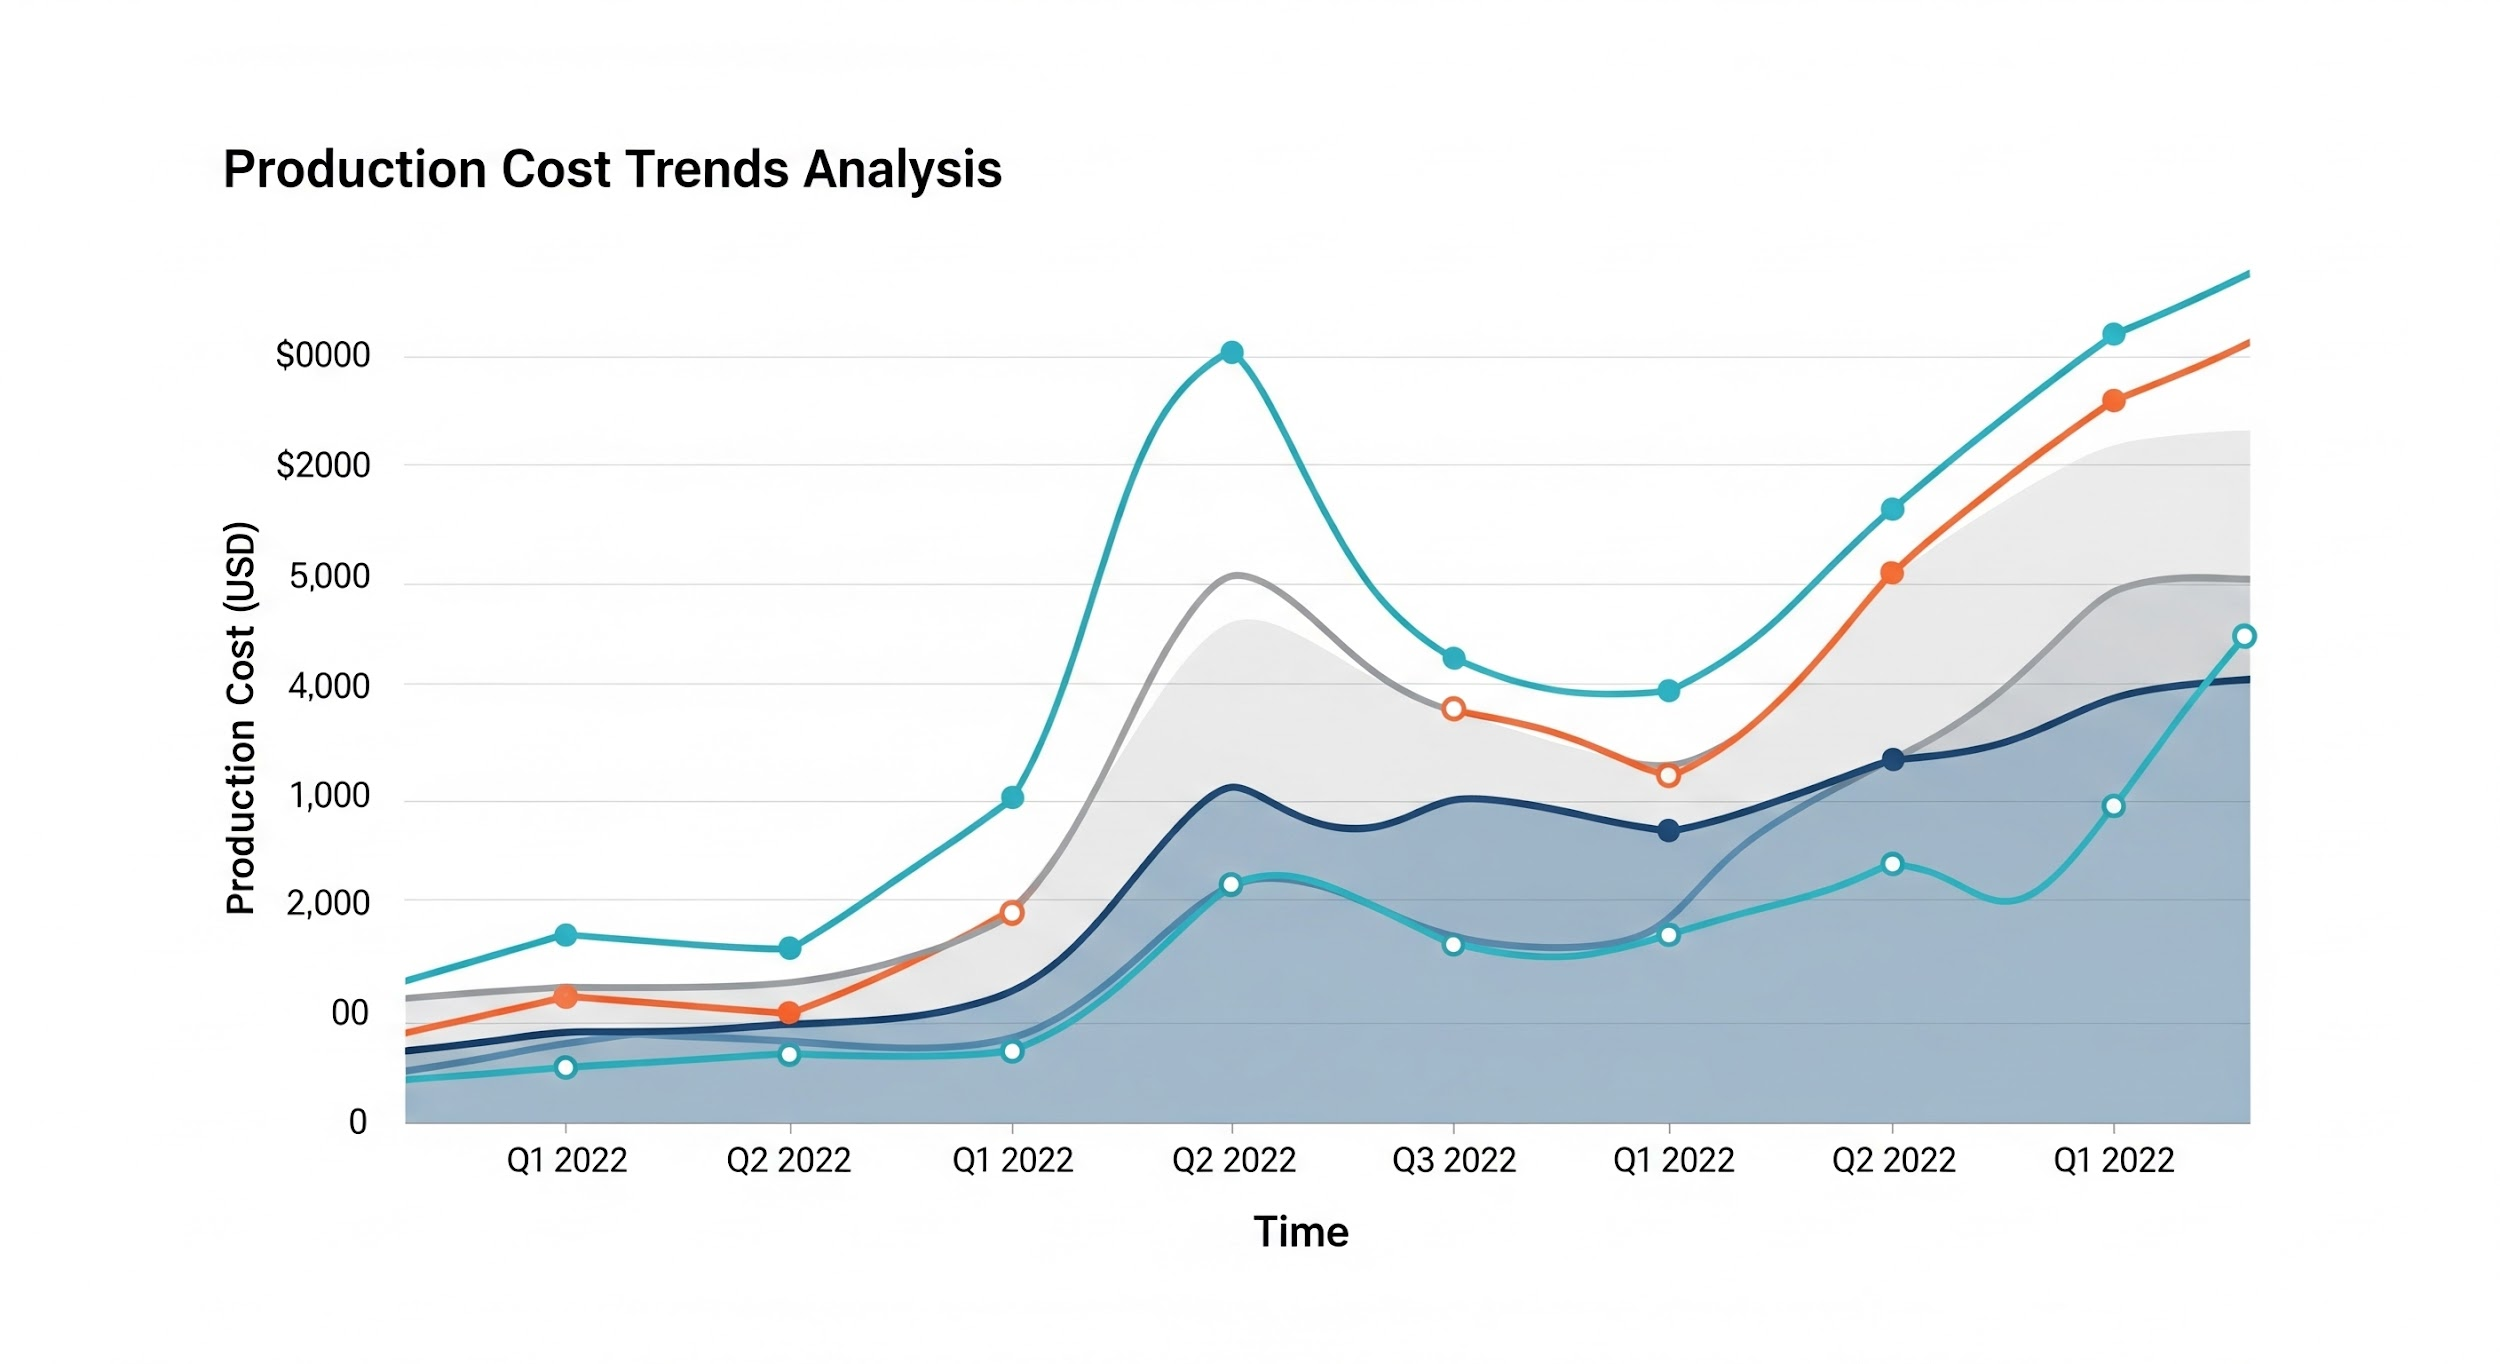 Production Cost Trends Analysis
Production Cost (USD)
$0000
$2000
5,000
4,000
1,000
2,000
00
0
Q1 2022 Q2 2022 Q1 2022 Q2 2022 Q3 2022 Q1 2022 Q2 2022 Q1 2022
Time